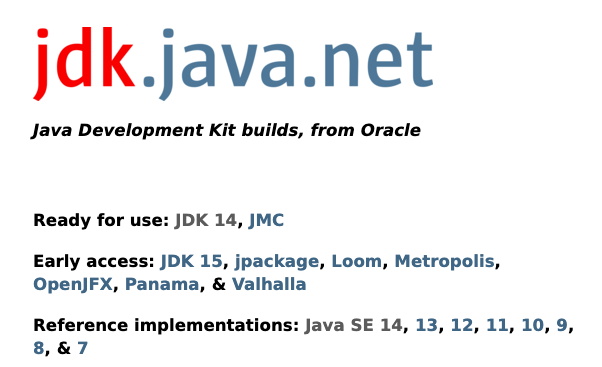 jdk.java.net
Java Development Kit builds, from Oracle
Ready for use: JDK 14, JMC
Early access: JDK 15, jpackage, Loom, Metropolis,
OpenJFX, Panama, & Valhalla
Reference implementations: Java SE 14, 13, 12, 11, 10, 9,
8, & 7